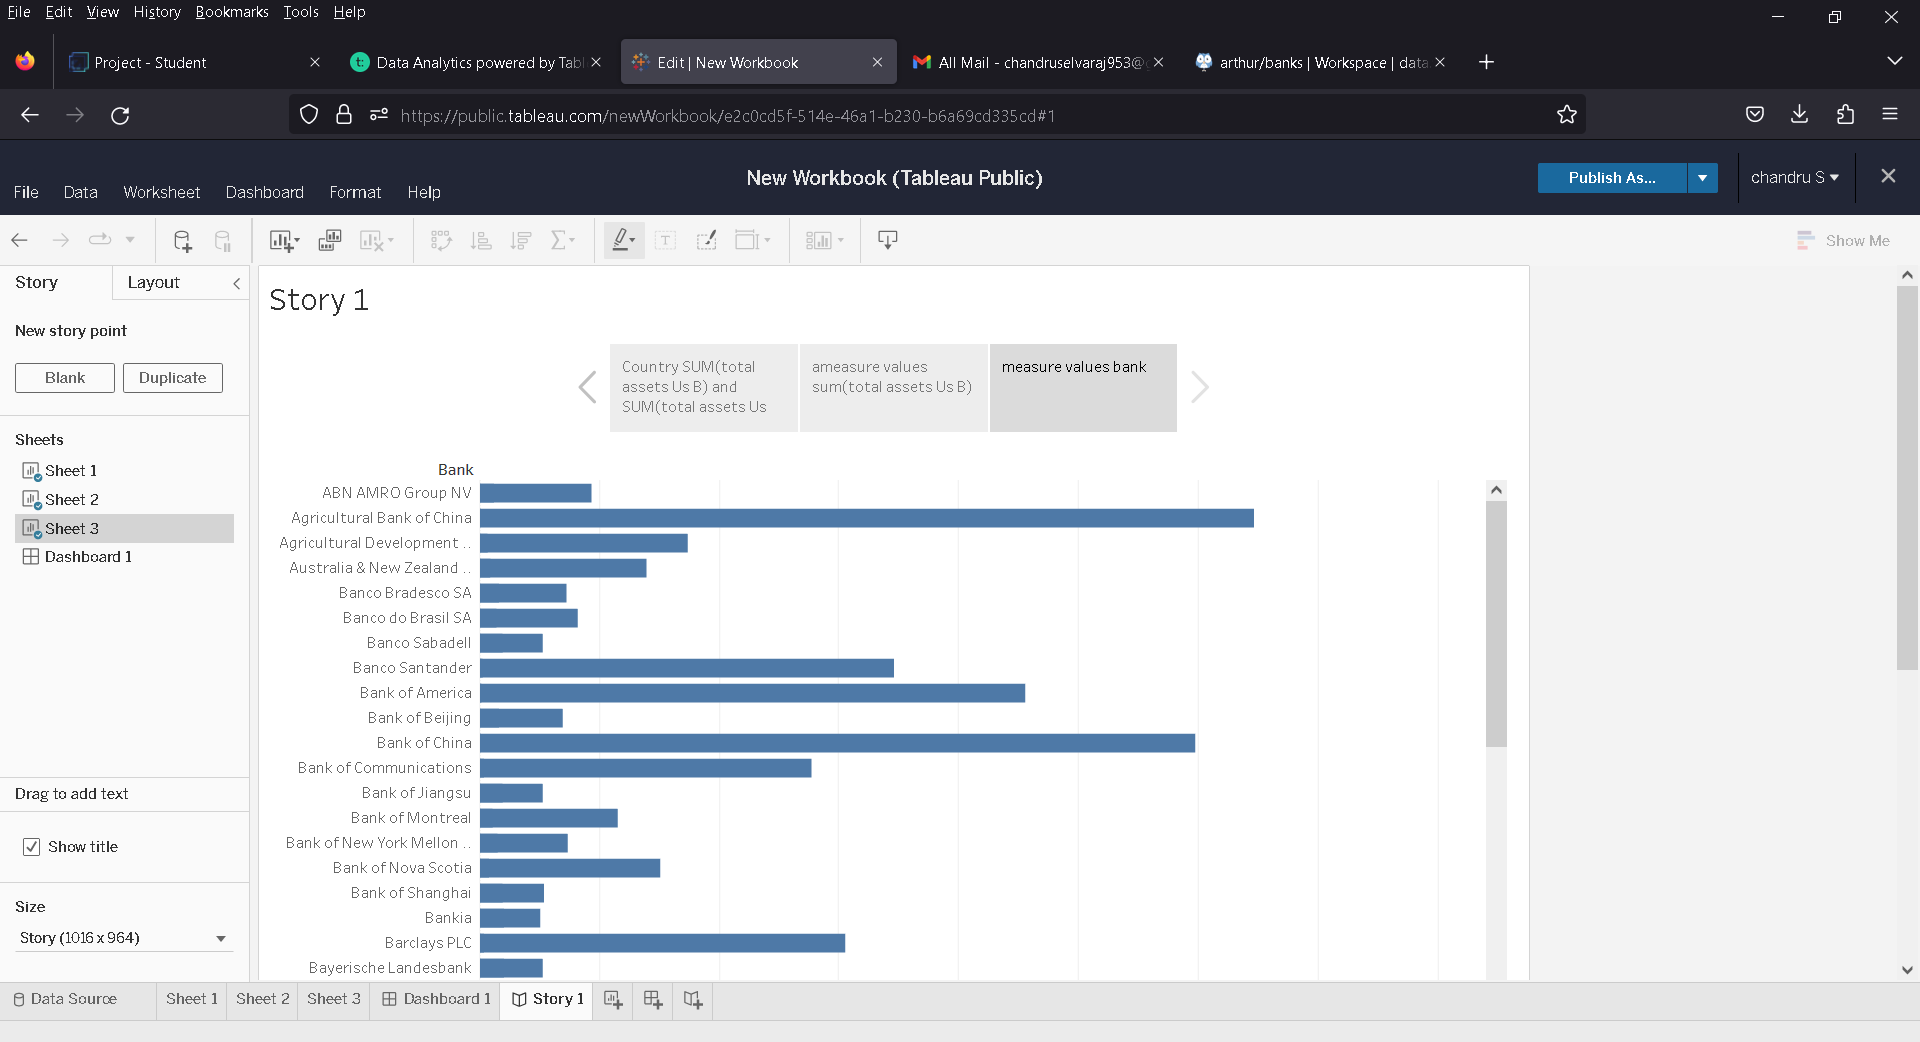 File Edit View History Bookmarks Tools Help
Project - Student
Data Analytics powered by Tabl
Edit | New Workbook
All Mail - chandruselvaraj953@g
arthur/banks | Workspace | data.
https://public.tableau.com/newWorkbook/e2c0cd5f-514e-46a1-b230-b6a69cd335cd#1
New Workbook (Tableau Public)
Publish As...
chandru S
File Data Worksheet Dashboard Format Help
Show Me
Story
Layout
New story point
Blank
Duplicate
Sheets
Sheet 1
Sheet 2
Sheet 3
Dashboard 1
Drag to add text
Show title
Size
Story (1016 x 964)
Story 1
Country SUM(total
assets Us B) and
SUM(total assets Us
ameasure values
sum(total assets Us B)
measure values bank
Bank
ABN AMRO Group NV
Agricultural Bank of China
Agricultural Development ..
Australia & New Zealand ..
Banco Bradesco SA
Banco do Brasil SA
Banco Sabadell
Banco Santander
Bank of America
Bank of Beijing
Bank of China
Bank of Communications
Bank of Jiangsu
Bank of Montreal
Bank of New York Mellon ..
Bank of Nova Scotia
Bank of Shanghai
Bankia
Barclays PLC
Bayerische Landesbank
Data Source
Sheet 1
Sheet 2
Sheet 3
Dashboard 1
Story 1